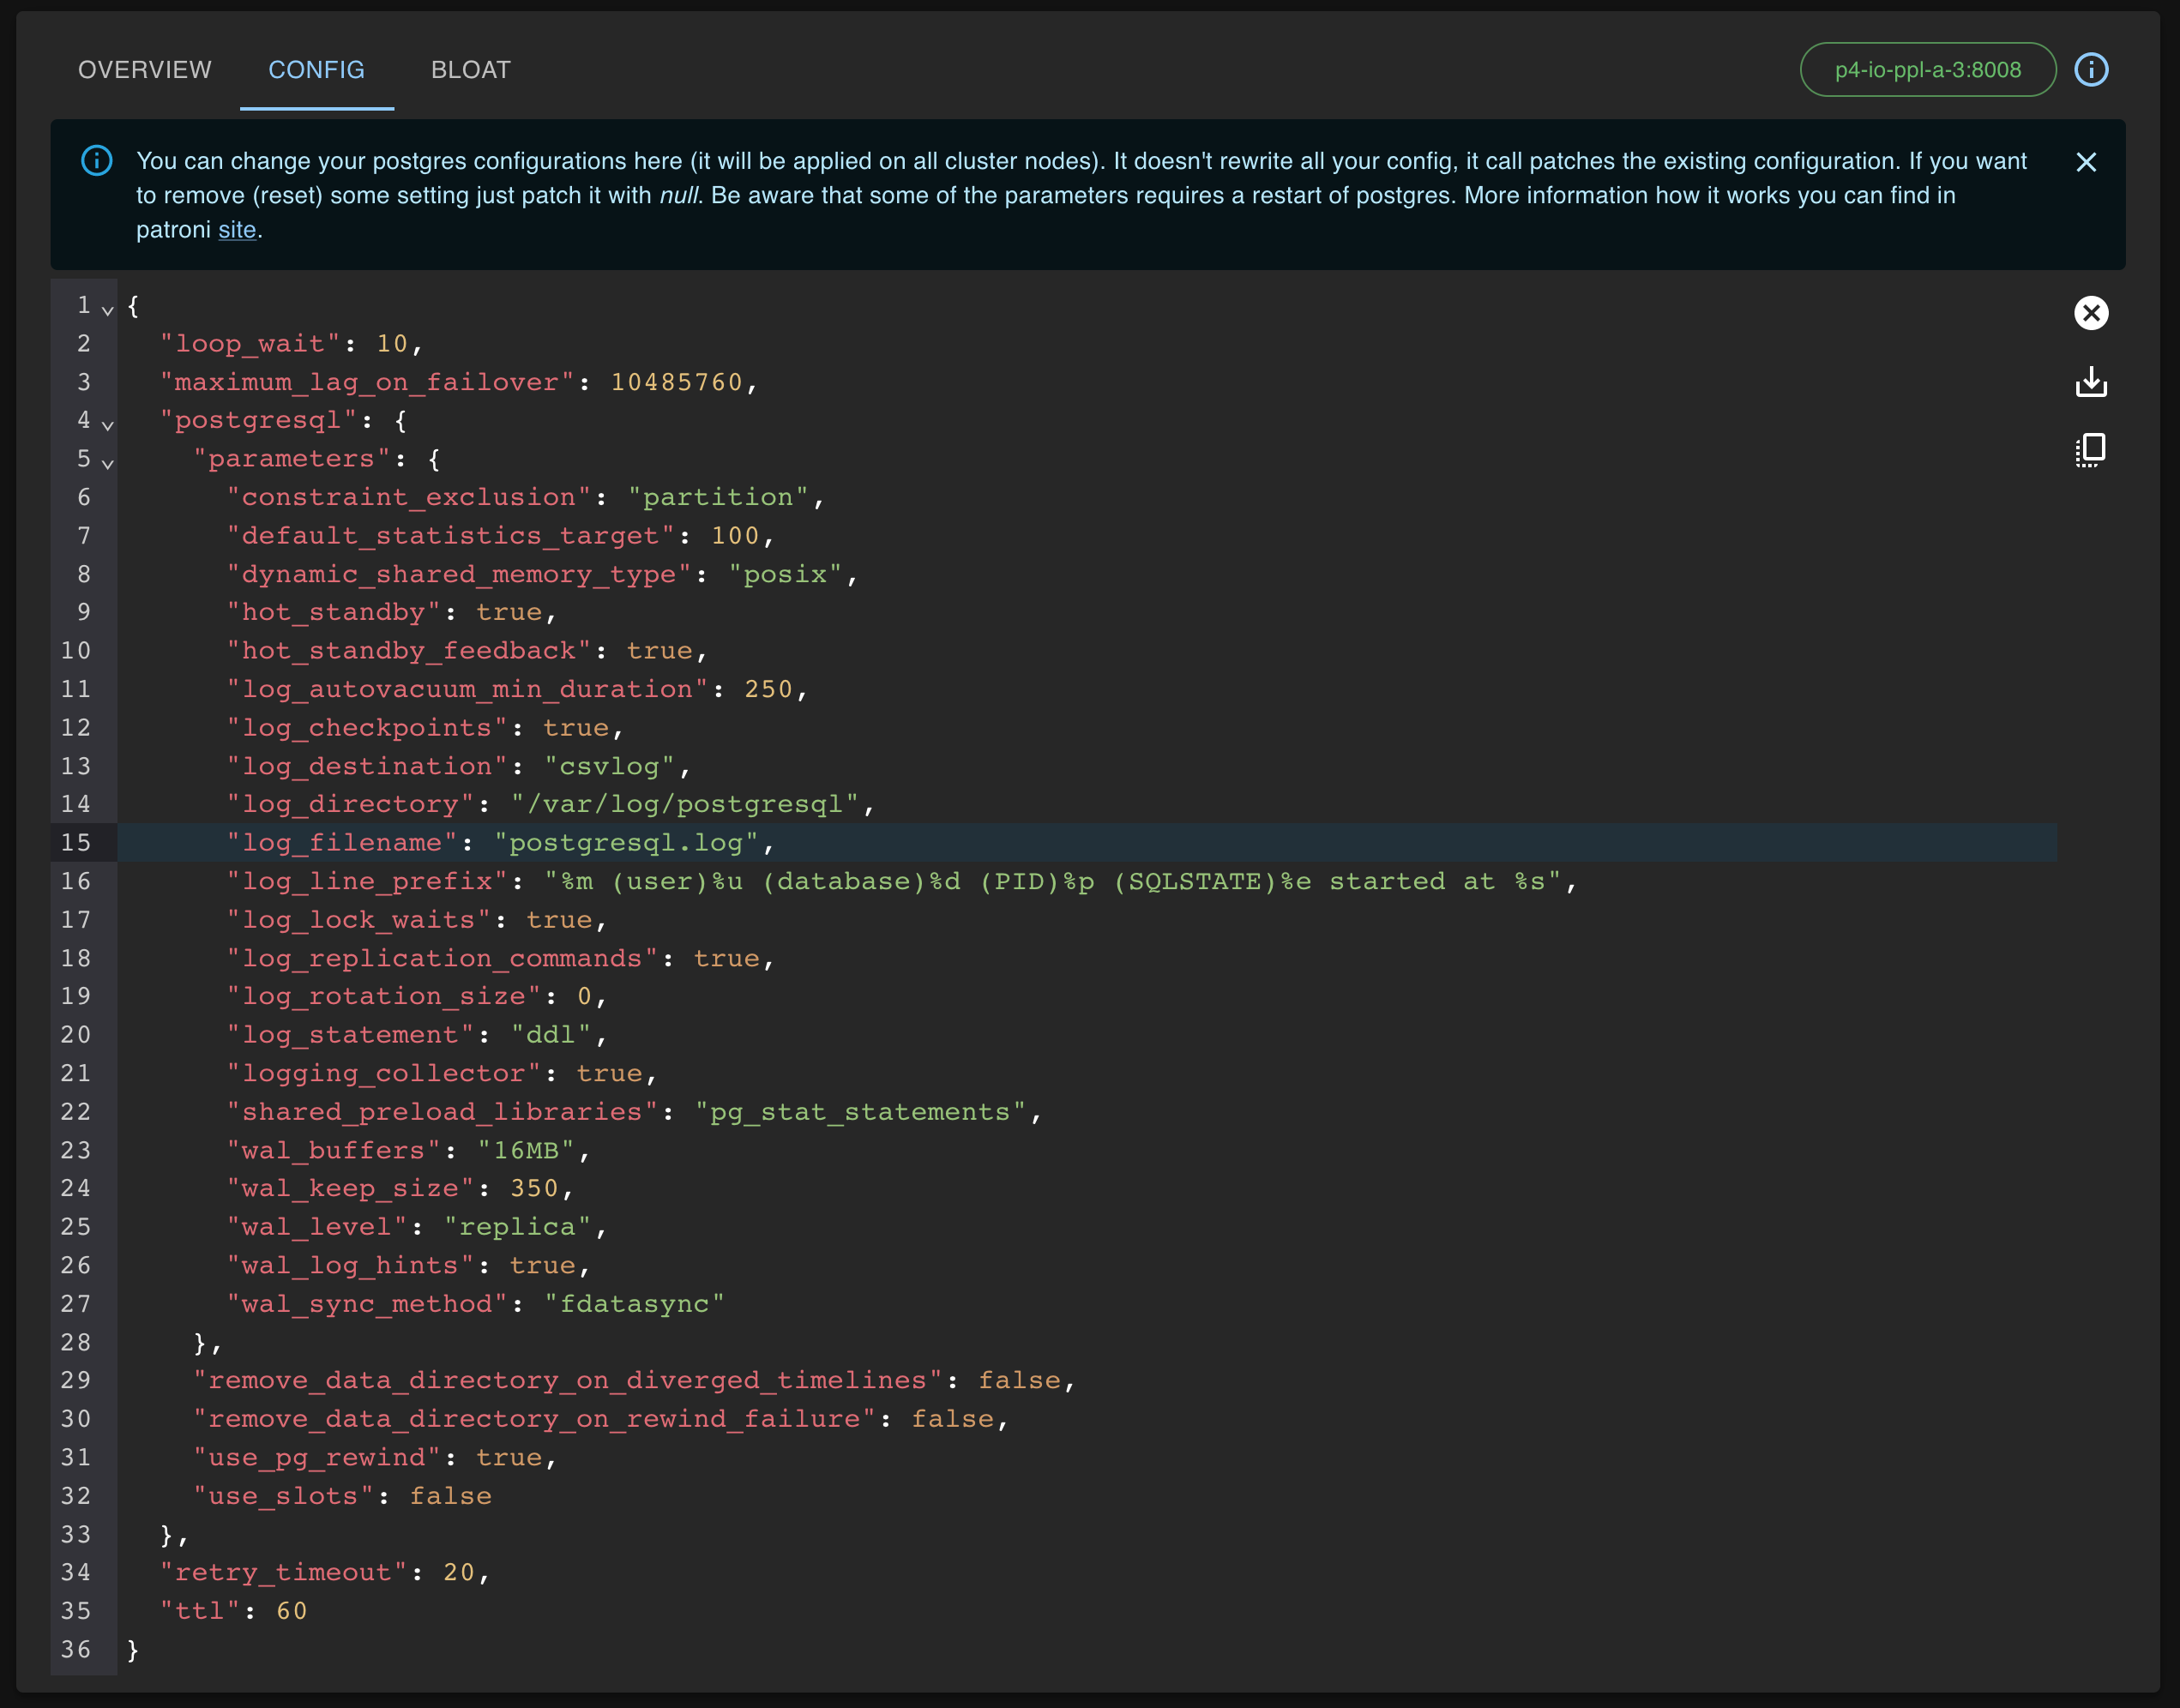 OVERVIEW CONFIG BLOAT p4-io-ppl-a-3:8008
You can change your postgres configurations here (it will be applied on all cluster nodes). It doesn't rewrite all your config, it call patches the existing configuration. If you want
to remove (reset) some setting just patch it with null. Be aware that some of the parameters requires a restart of postgres. More information how it works you can find in
patroni site.
1 {
2   "loop_wait": 10,
3   "maximum_lag_on_failover": 10485760,
4   "postgresql": {
5     "parameters": {
6       "constraint_exclusion": "partition",
7       "default_statistics_target": 100,
8       "dynamic_shared_memory_type": "posix",
9       "hot_standby": true,
10       "hot_standby_feedback": true,
11       "log_autovacuum_min_duration": 250,
12       "log_checkpoints": true,
13       "log_destination": "csvlog",
14       "log_directory": "/var/log/postgresql",
15       "log_filename": "postgresql.log",
16       "log_line_prefix": "%m (user)%u (database)%d (PID)%p (SQLSTATE)%e started at %s",
17       "log_lock_waits": true,
18       "log_replication_commands": true,
19       "log_rotation_size": 0,
20       "log_statement": "ddl",
21       "logging_collector": true,
22       "shared_preload_libraries": "pg_stat_statements",
23       "wal_buffers": "16MB",
24       "wal_keep_size": 350,
25       "wal_level": "replica",
26       "wal_log_hints": true,
27       "wal_sync_method": "fdatasync"
28     },
29     "remove_data_directory_on_diverged_timelines": false,
30     "remove_data_directory_on_rewind_failure": false,
31     "use_pg_rewind": true,
32     "use_slots": false
33   },
34   "retry_timeout": 20,
35   "ttl": 60
36 }